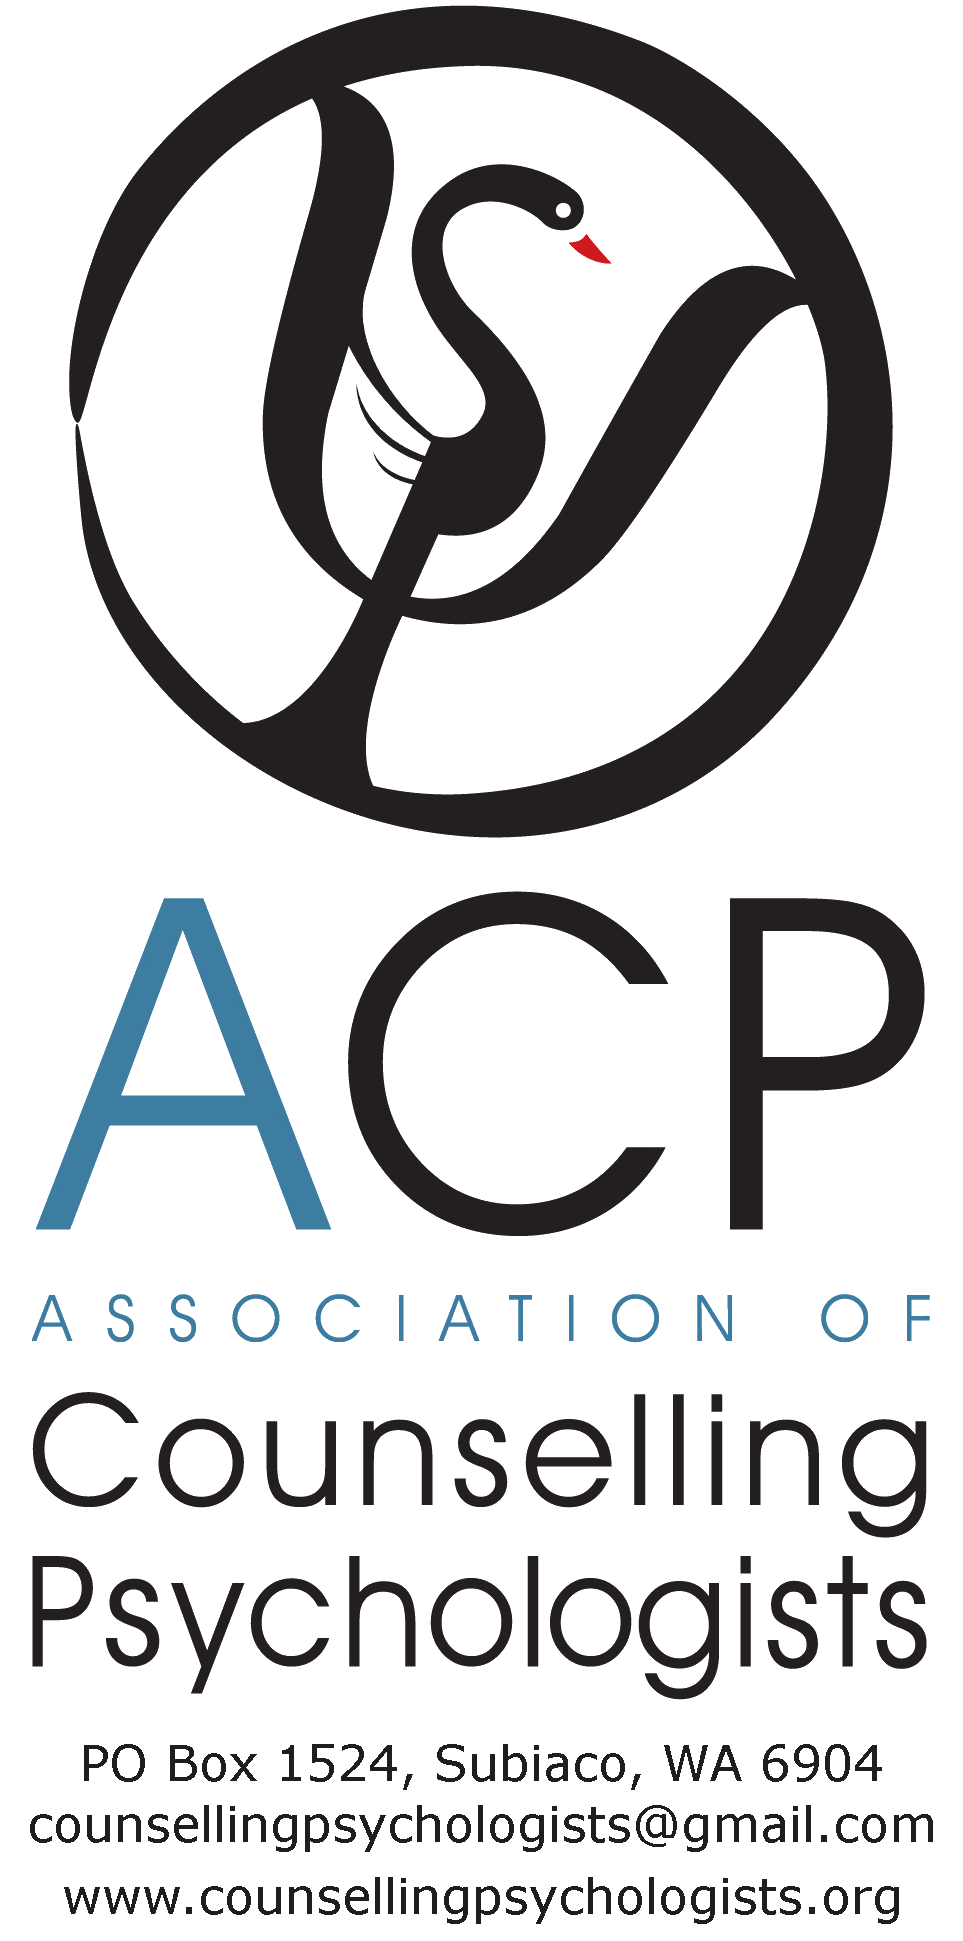 ACP
ASSOCIATION OF
Counselling
Psychologists
PO Box 1524, Subiaco, WA 6904
counsellingpsychologists@gmail.com
www.counsellingpsychologists.org